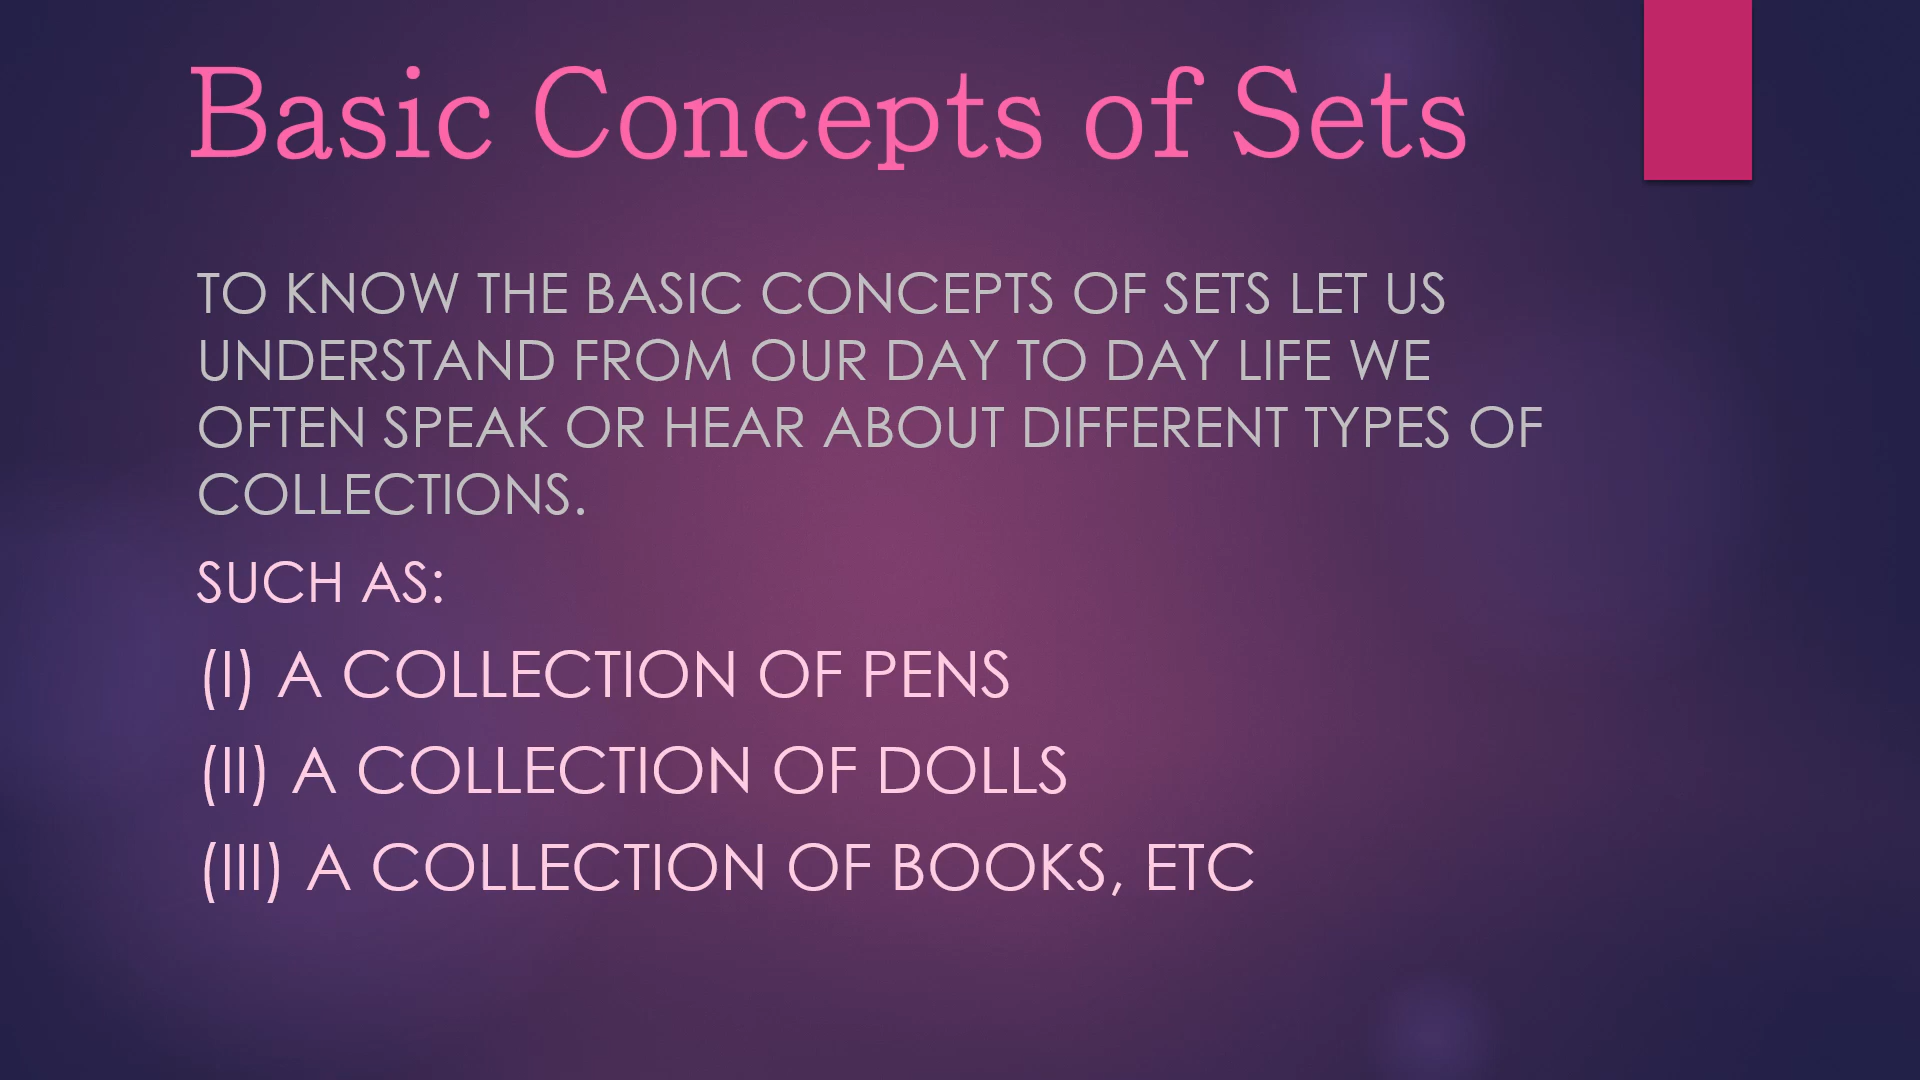 Basic Concepts of Sets
TO KNOW THE BASIC CONCEPTS OF SETS LET US
UNDERSTAND FROM OUR DAY TO DAY LIFE WE
OFTEN SPEAK OR HEAR ABOUT DIFFERENT TYPES OF
COLLECTIONS.
SUCH AS:
(I) A COLLECTION OF PENS
(II) A COLLECTION OF DOLLS
(III) A COLLECTION OF BOOKS, ETC